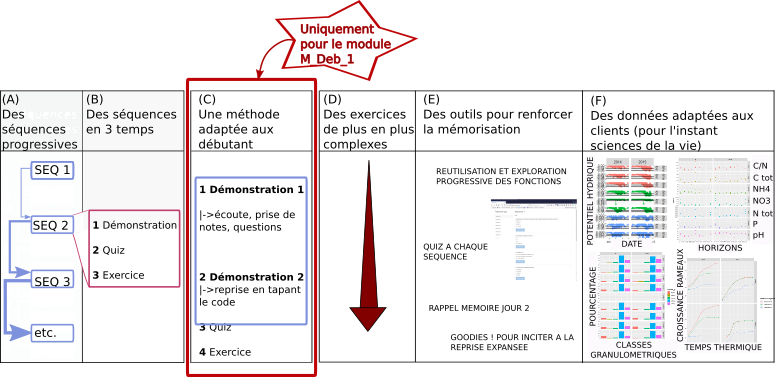 Uniquement
pour le module
M_Deb_1
(A)
Des
séquences
progressives
SEQ 1
SEQ 2
SEQ 3
etc.
(B)
Des séquences
en 3 temps
1 Démonstration
2 Quiz
3 Exercice
(C)
Une méthode
adaptée aux
débutant
1 Démonstration 1
|->écoute, prise de
notes, questions
2 Démonstration 2
|->reprise en tapant
le code
3 Quiz
4 Exercice
(D)
Des exercices
de plus en plus
complexes
(E)
Des outils pour renforcer
la mémorisation
REUTILISATION ET EXPLORATION
PROGRESSIVE DES FONCTIONS
QUIZ A CHAQUE
SEQUENCE
RAPPEL MEMOIRE JOUR 2
GOODIES ! POUR INCITER A LA
REPRISE EXPANSEE
(F)
Des données adaptées aux
clients (pour l'instant
sciences de la vie)
POTENTIEL HYDRIQUE
2014
2015
DATE
C/N
C tot
NH4
NO3
N tot
P
pH
HORIZONS
POURCENTAGE
CLASSES
GRANULOMETRIQUES
CROISSANCE RAMEAUX
TEMPS THERMIQUE